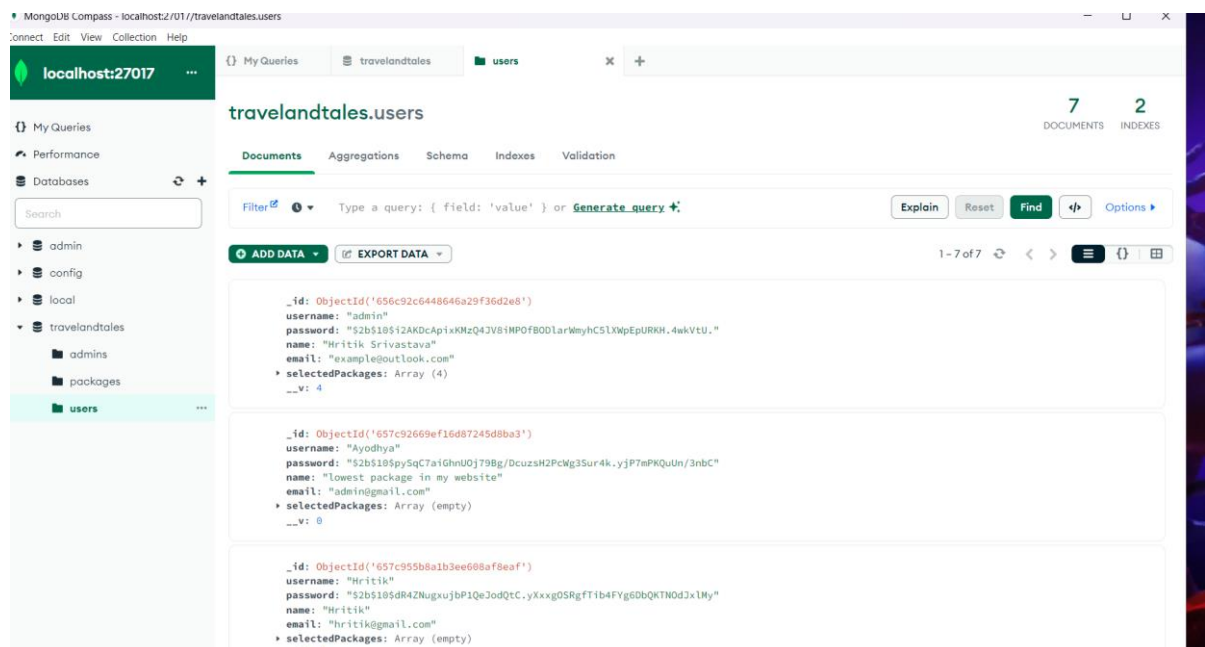 MongoDB Compass - localhost:27017/travelandtales.users
Connect Edit View Collection Help
localhost:27017 ...
{} My Queries
Performance
Databases
Search
admin
config
local
travelandtales
admins
packages
users ...
{} My Queries travelandtales users
travelandtales.users
7 DOCUMENTS 2 INDEXES
Documents Aggregations Schema Indexes Validation
Filter Type a query: { field: 'value' } or Generate query Explain Reset Find </> Options
ADD DATA EXPORT DATA 1 – 7 of 7 {}
_id: ObjectId('656c92c6448646a29f36d2e8')
username: "admin"
password: "$2b$10$i2AKDcApixKMzQ4JV8iMPOfBODlarWmyhC5lXWpEpURKH.4wkVtU."
name: "Hritik Srivastava"
email: "example@outlook.com"
selectedPackages: Array (4)
__v: 4
_id: ObjectId('657c92669ef16d87245d8ba3')
username: "Ayodhya"
password: "$2b$10$pySqC7aiGhnUOj79Bg/DcuzsH2PcWg3Sur4k.yjP7mPKQuUn/3nbC"
name: "lowest package in my website"
email: "admin@gmail.com"
selectedPackages: Array (empty)
__v: 0
_id: ObjectId('657c955b8a1b3ee608af8eaf')
username: "Hritik"
password: "$2b$10$dR4ZNugxujbP1QeJodQtC.yXxxgOSRgfTib4FYg6DbQKTNOdJxlMy"
name: "Hritik"
email: "hritik@gmail.com"
selectedPackages: Array (empty)